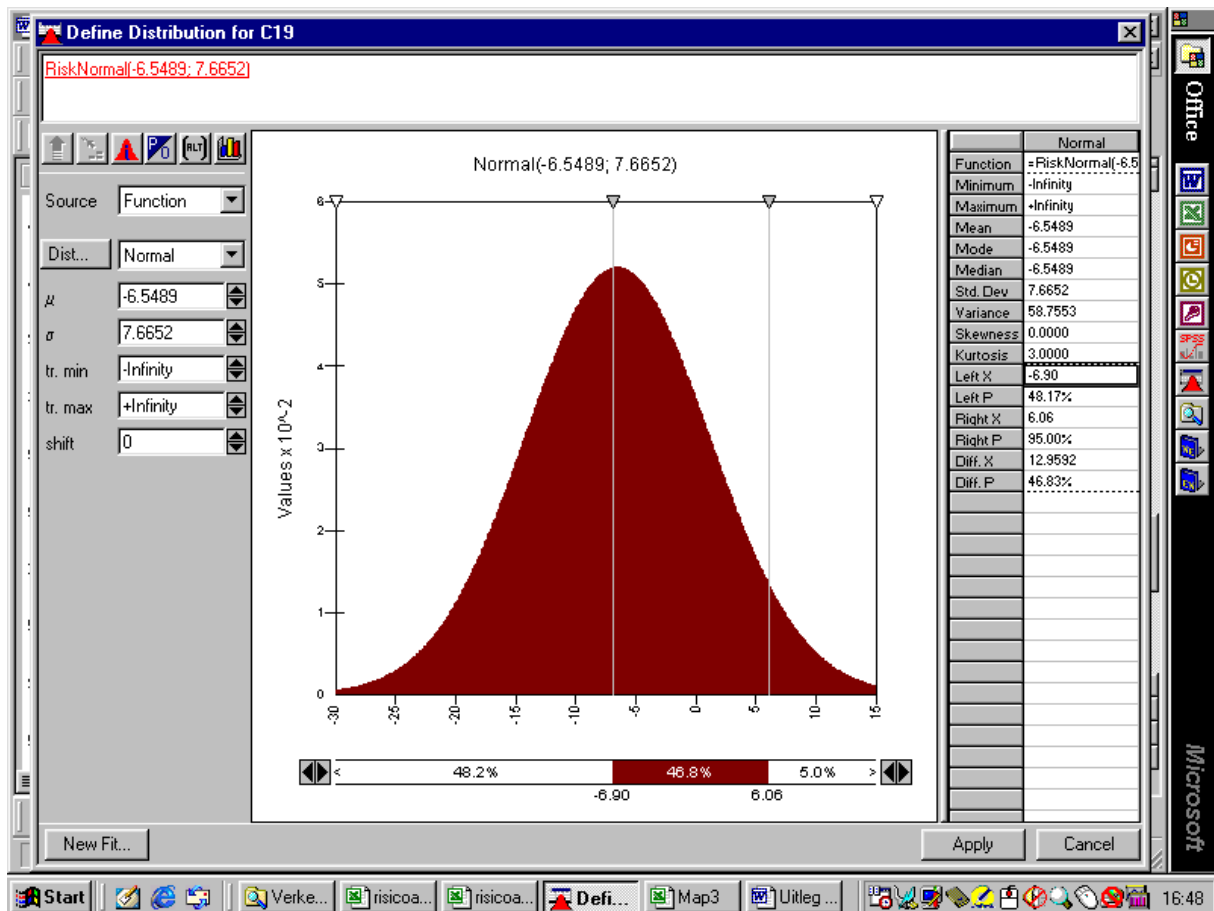 Define Distribution for C19
RiskNormal(-6.5489; 7.6652)
Source Function
Dist... Normal
μ -6.5489
σ 7.6652
tr. min -Infinity
tr. max +Infinity
shift 0
Normal(-6.5489; 7.6652)
Values x 10^-2
6
5
4
3
2
1
0
-30 -25 -20 -15 -10 -5 0 5 10 15
< 48.2% 46.8% 5.0% >
-6.90 6.06
Normal
Function =RiskNormal(-6.5
Minimum -Infinity
Maximum +Infinity
Mean -6.5489
Mode -6.5489
Median -6.5489
Std. Dev 7.6652
Variance 58.7553
Skewness 0.0000
Kurtosis 3.0000
Left X -6.90
Left P 48.17%
Right X 6.06
Right P 95.00%
Diff. X 12.9592
Diff. P 46.83%
New Fit... Apply Cancel
Office
SPSS
Microsoft
Start Verke... risicoa... risicoa... Defi... Map3 Uitleg ... 16:48